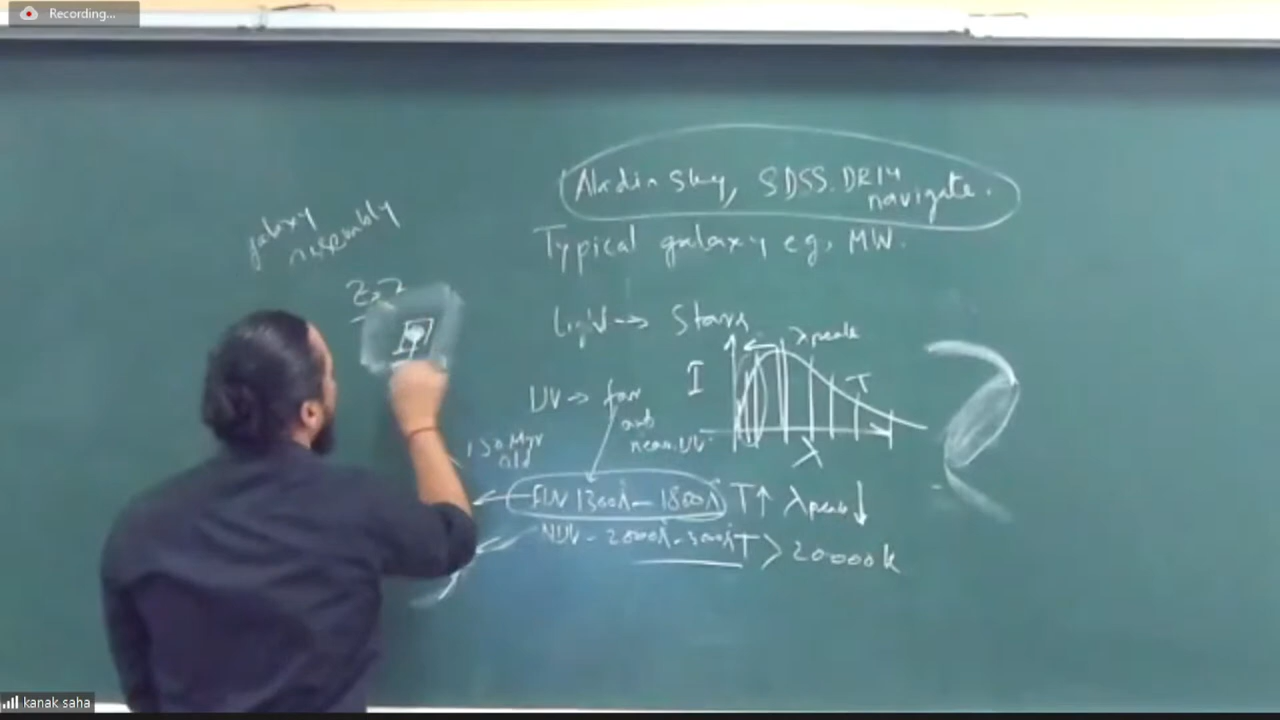 Recording...
Aladin Sky, SDSS.DR14
navigate.
galaxy
assembly
Typical galaxy eg, MW.
Light → Stars
λpeak
I
T
UV → far
and
near.UV.
λ
150 Myr
old
FUV 1300Å - 1800Å T↑ λpeak↓
NUV - 2000Å - 300Å T > 20000k
kanak saha